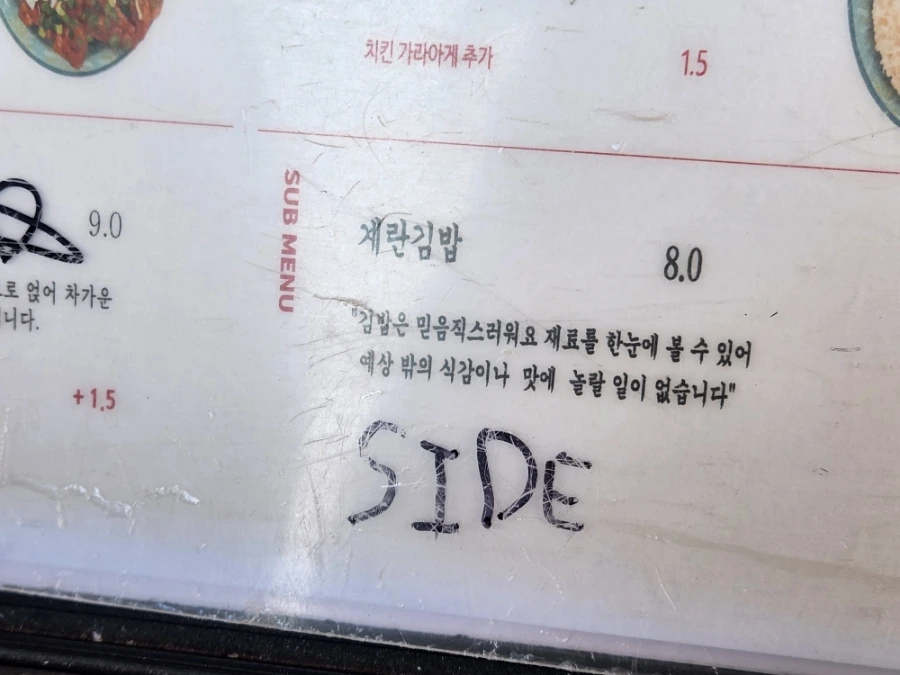 치킨 가라아게 추가 1.5
9.0
로 얹어 차가운
니다.
+1.5
SUB MENU
계란김밥 8.0
"김밥은 믿음직스러워요 재료를 한눈에 볼 수 있어
예상 밖의 식감이나 맛에 놀랄 일이 없습니다"
SIDE